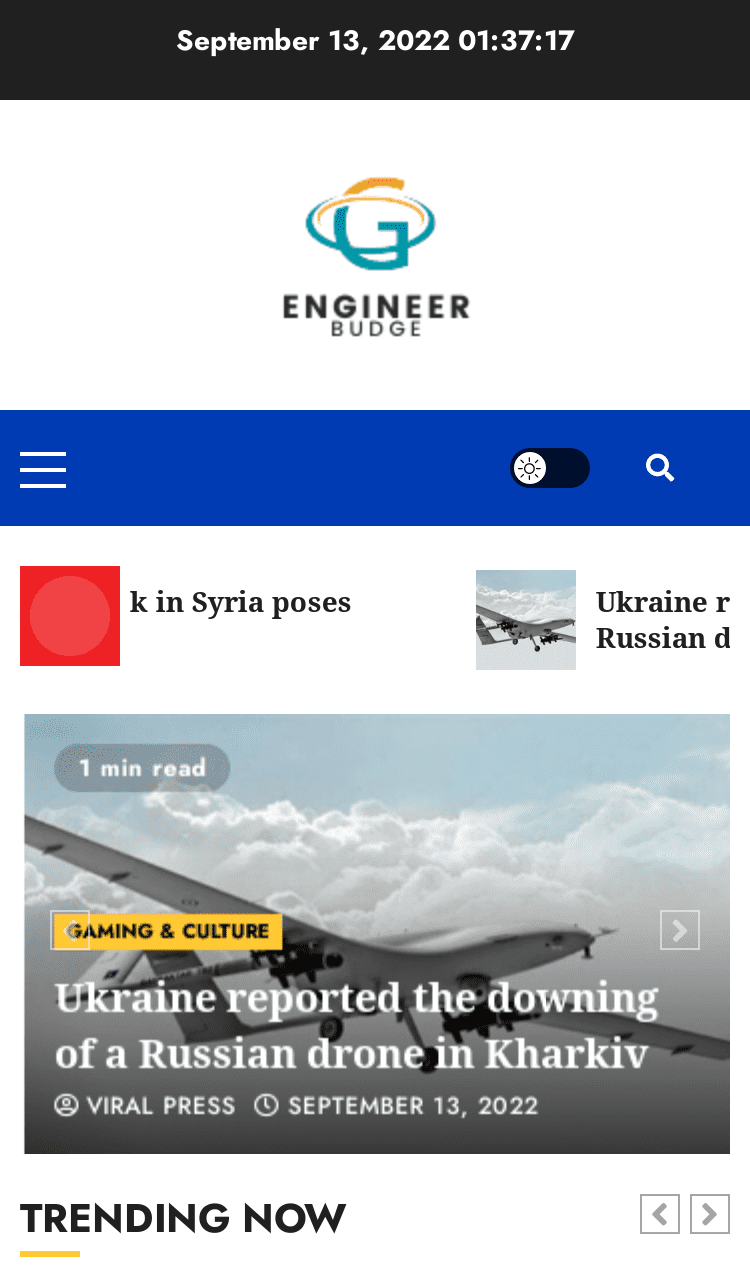 September 13, 2022 01:37:17
ENGINEER
BUDGE
k in Syria poses
Ukraine r
Russian d
1 min read
GAMING & CULTURE
Ukraine reported the downing
of a Russian drone in Kharkiv
VIRAL PRESS SEPTEMBER 13, 2022
TRENDING NOW